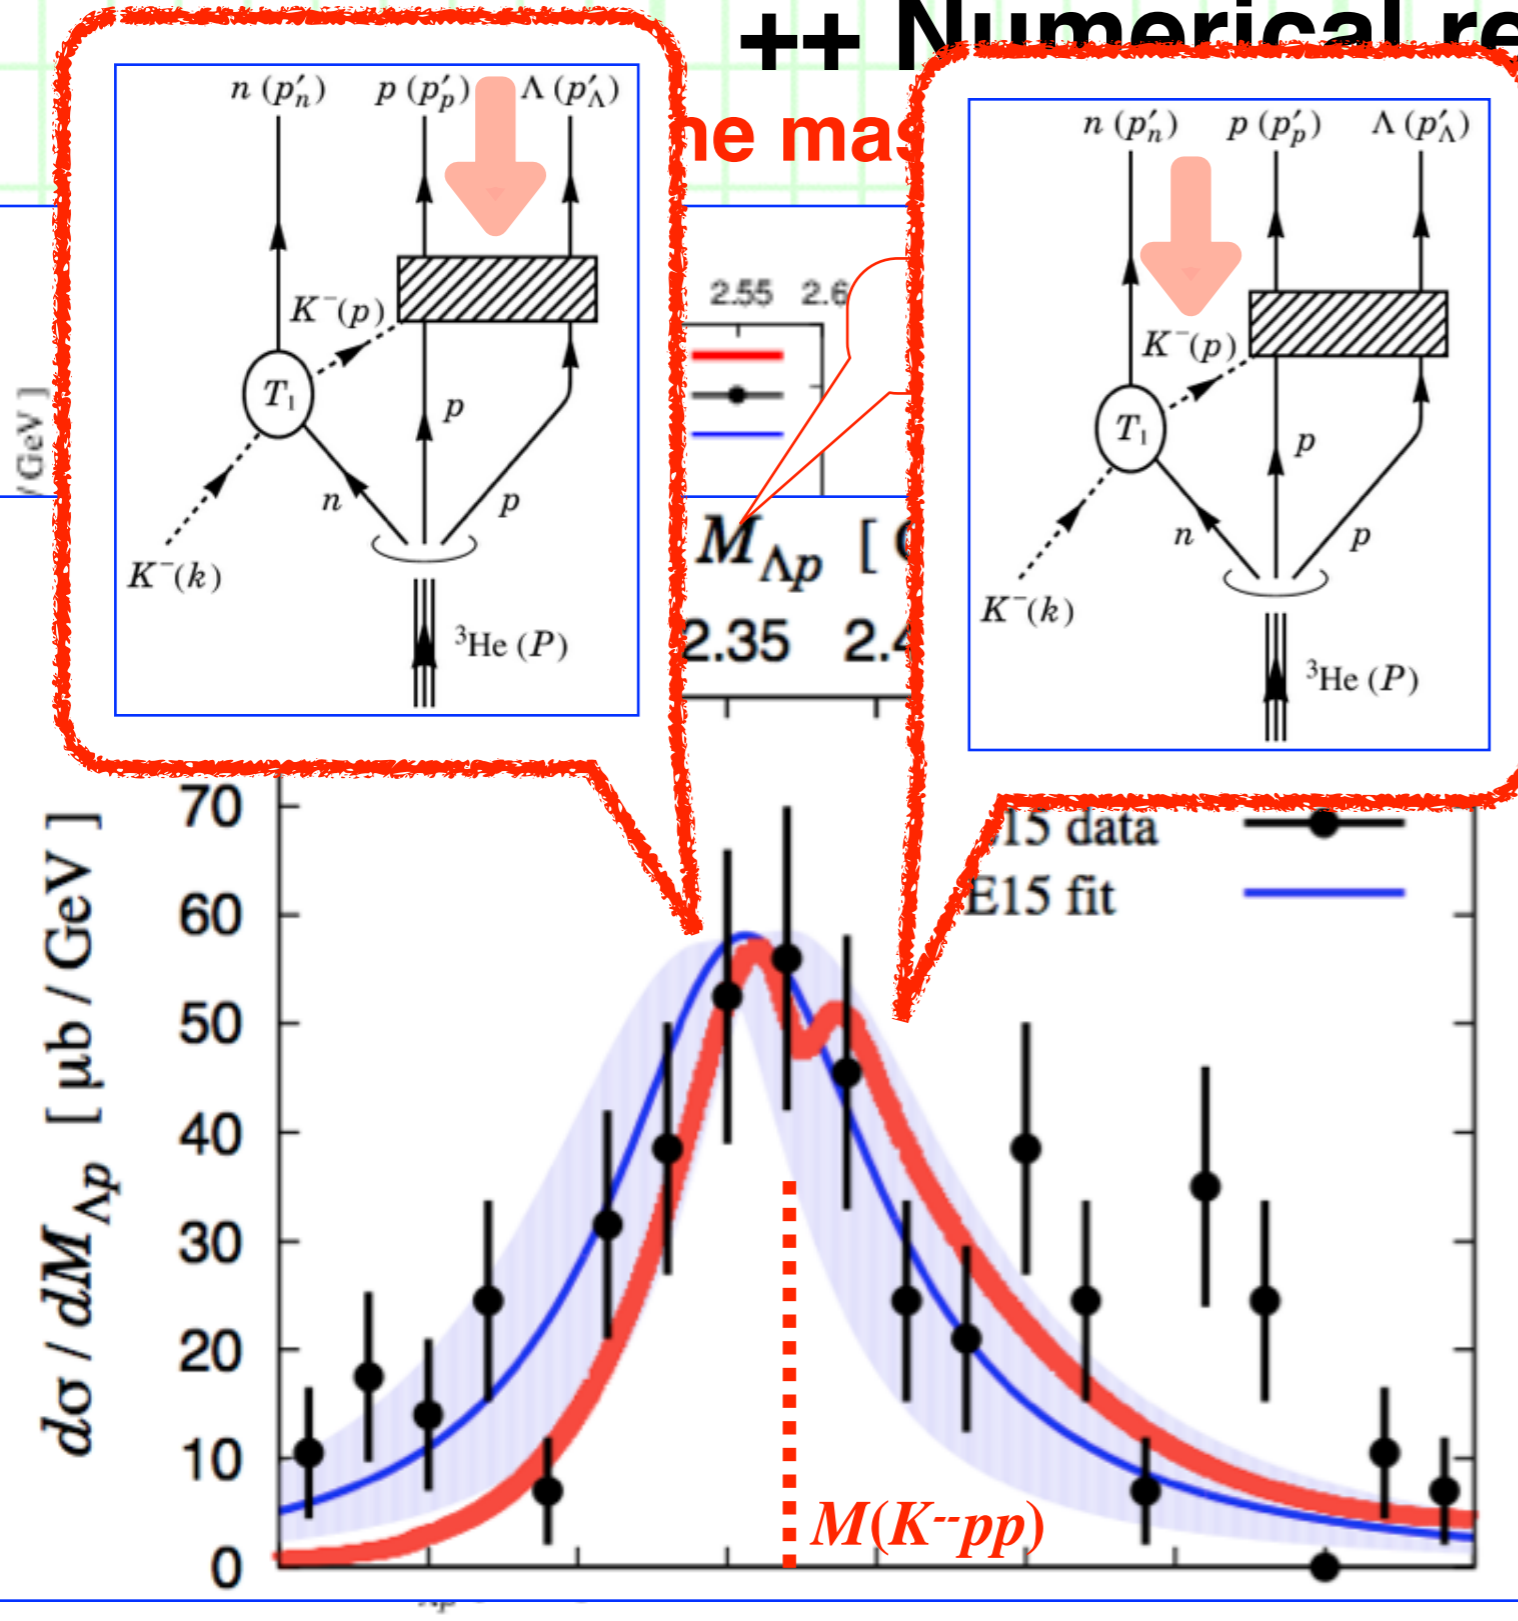 ++ Numerical re
he mas
n (p′n) p (p′p) Λ (p′Λ)
K⁻(p)
T₁
p
n
p
K⁻(k)
³He (P)
n (p′n) p (p′p) Λ (p′Λ)
K⁻(p)
T₁
p
n
p
K⁻(k)
³He (P)
/GeV ]
2.55 2.6
MΛp [
2.35 2.4
E15 data
E15 fit
dσ / dMΛp [ μb / GeV ]
70
60
50
40
30
20
10
0
M(K⁻-pp)